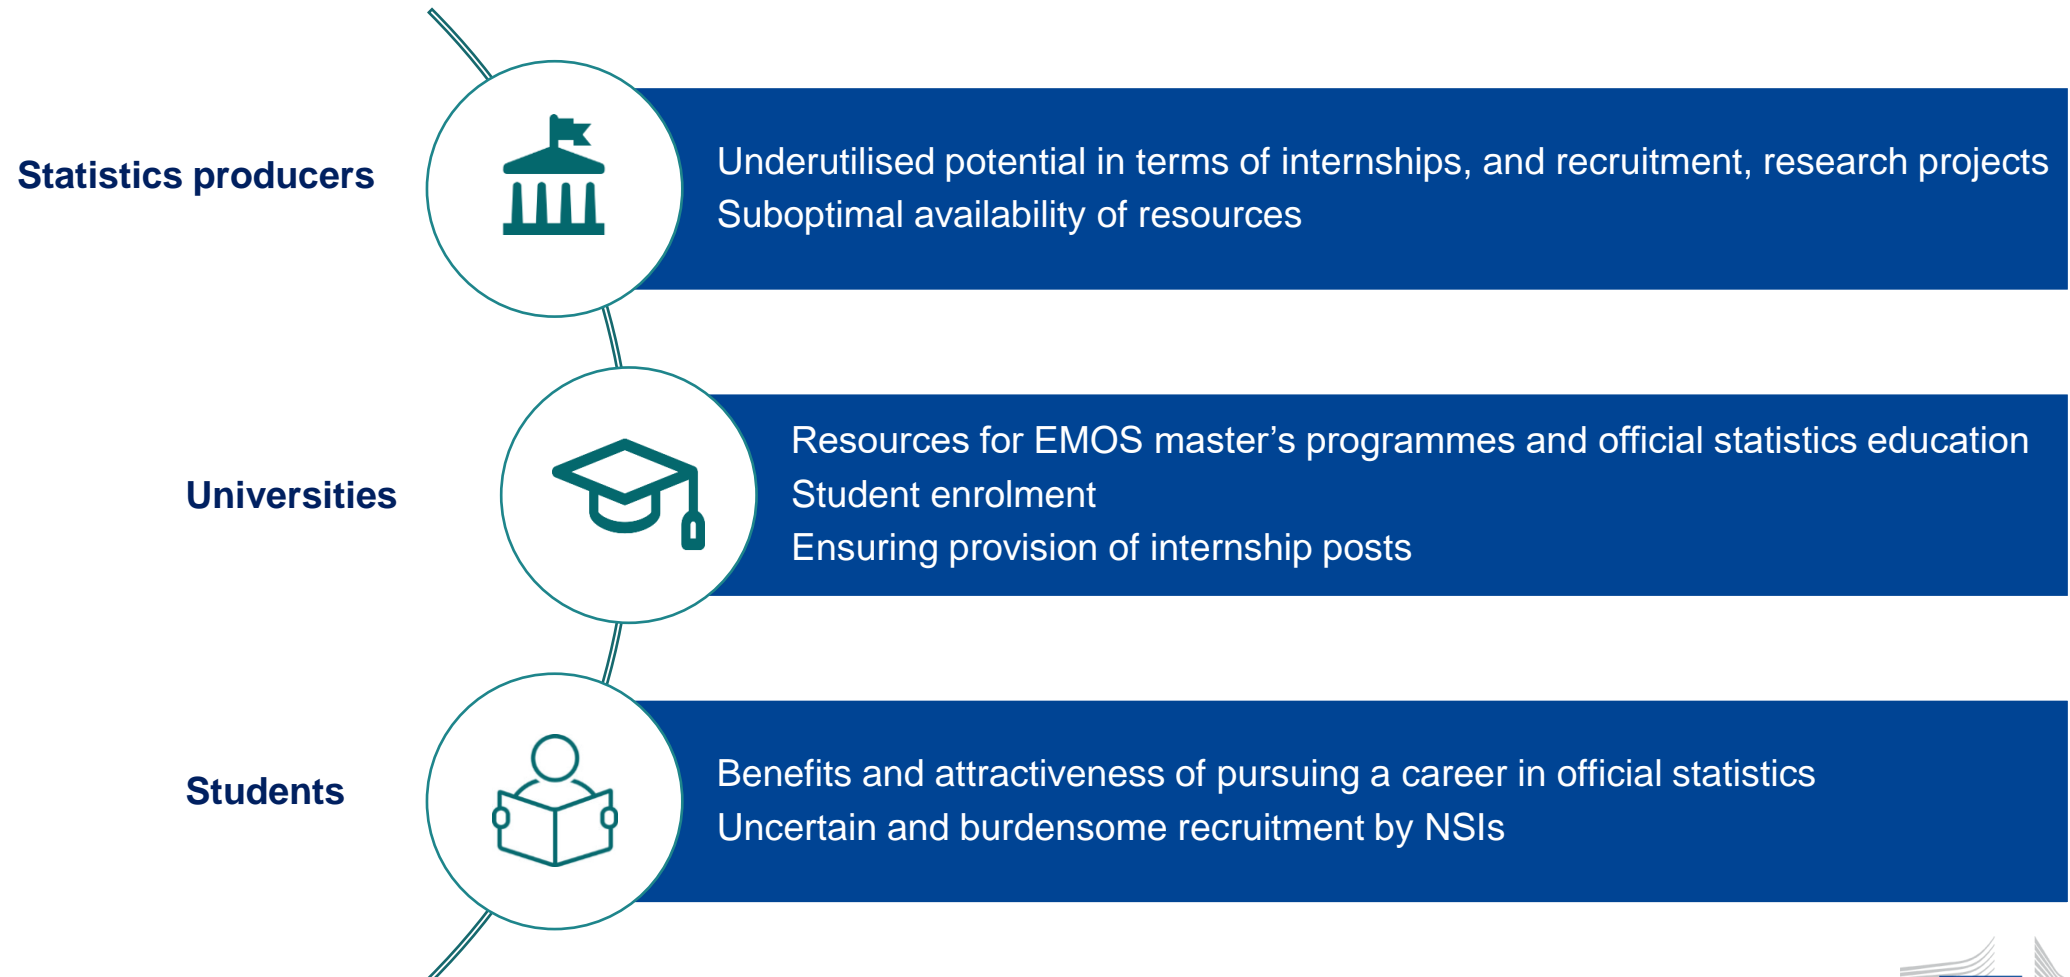 Statistics producers
Underutilised potential in terms of internships, and recruitment, research projects
Suboptimal availability of resources
Universities
Resources for EMOS master’s programmes and official statistics education
Student enrolment
Ensuring provision of internship posts
Students
Benefits and attractiveness of pursuing a career in official statistics
Uncertain and burdensome recruitment by NSIs